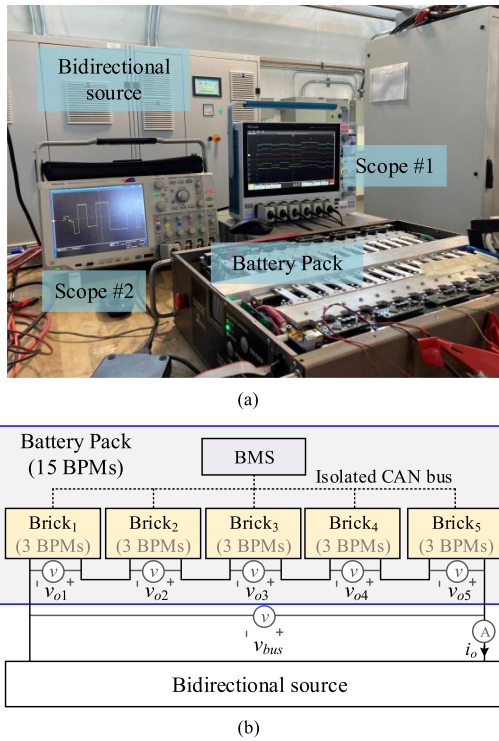 Bidirectional
source
Scope #1
Battery Pack
Scope #2
(a)
Battery Pack
(15 BPMs)
BMS
Isolated CAN bus
Brick1 Brick2 Brick3 Brick4 Brick5
(3 BPMs) (3 BPMs) (3 BPMs) (3 BPMs) (3 BPMs)
v v v v v
- + - + - + - + - +
vo1 vo2 vo3 vo4 vo5
v
- +
vbus
A
io
Bidirectional source
(b)